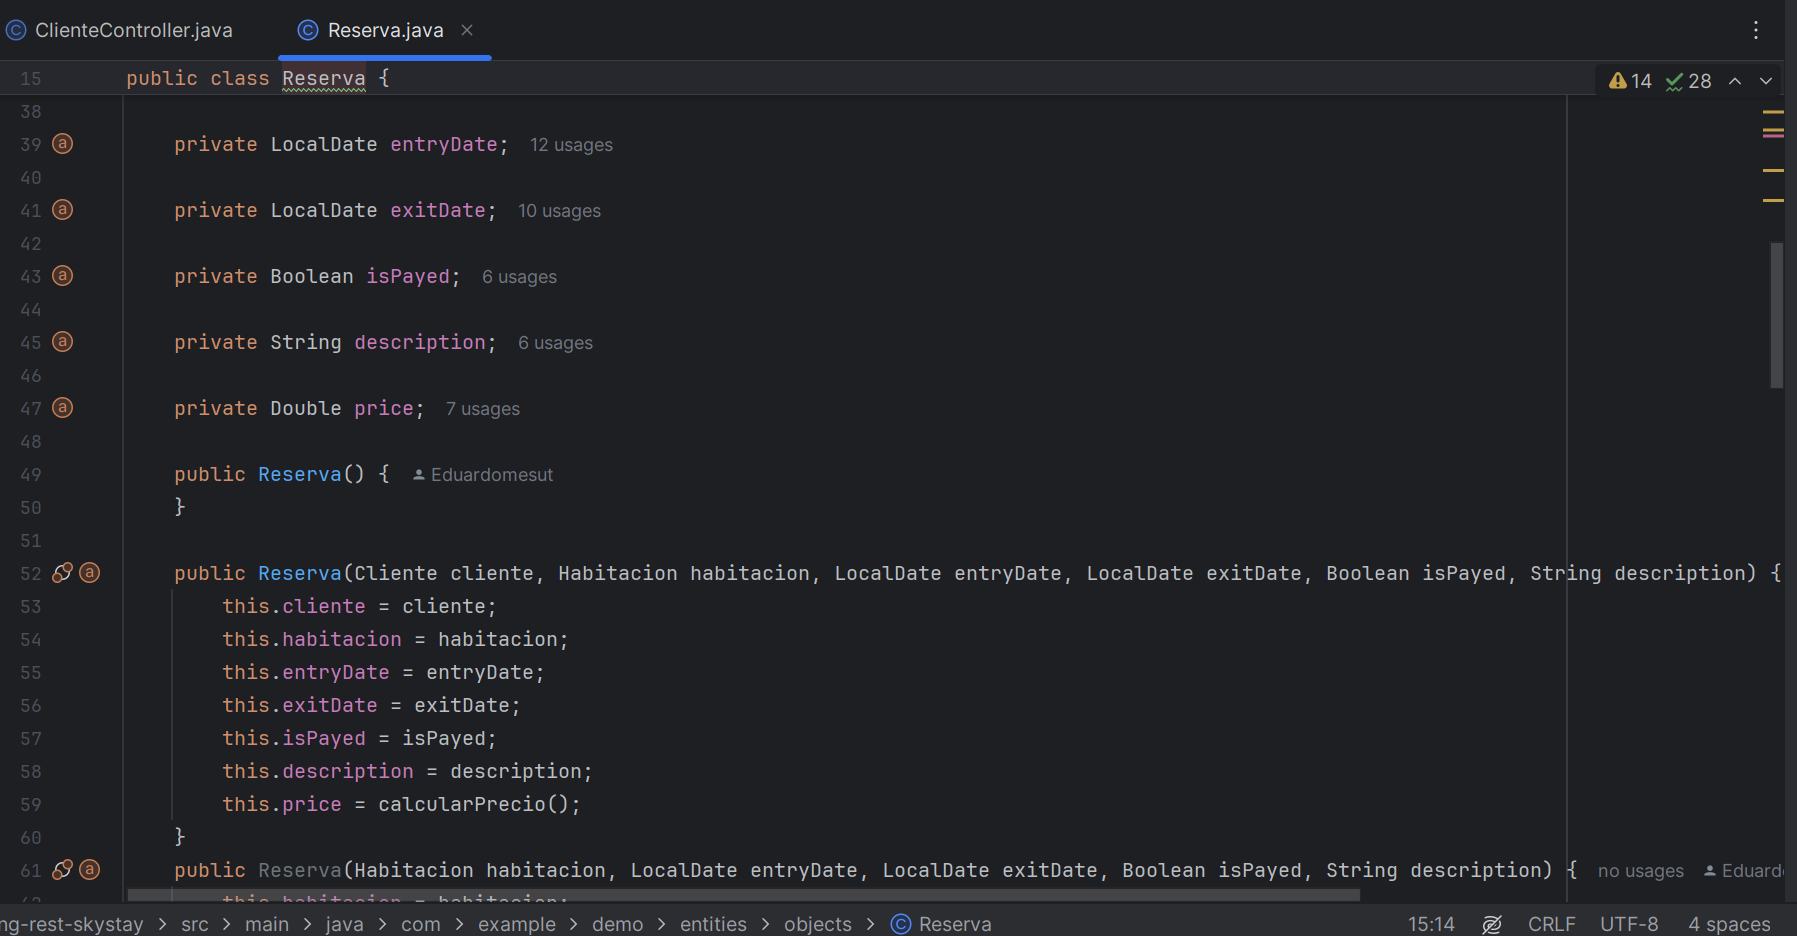 ClienteController.java Reserva.java
15 public class Reserva { 14 28
38
39 private LocalDate entryDate; 12 usages
40
41 private LocalDate exitDate; 10 usages
42
43 private Boolean isPayed; 6 usages
44
45 private String description; 6 usages
46
47 private Double price; 7 usages
48
49 public Reserva() { Eduardomesut
50 }
51
52 public Reserva(Cliente cliente, Habitacion habitacion, LocalDate entryDate, LocalDate exitDate, Boolean isPayed, String description) {
53 this.cliente = cliente;
54 this.habitacion = habitacion;
55 this.entryDate = entryDate;
56 this.exitDate = exitDate;
57 this.isPayed = isPayed;
58 this.description = description;
59 this.price = calcularPrecio();
60 }
61 public Reserva(Habitacion habitacion, LocalDate entryDate, LocalDate exitDate, Boolean isPayed, String description) { no usages Eduard
this.habitacion = habitacion;
ng-rest-skystay > src > main > java > com > example > demo > entities > objects > Reserva 15:14 CRLF UTF-8 4 spaces